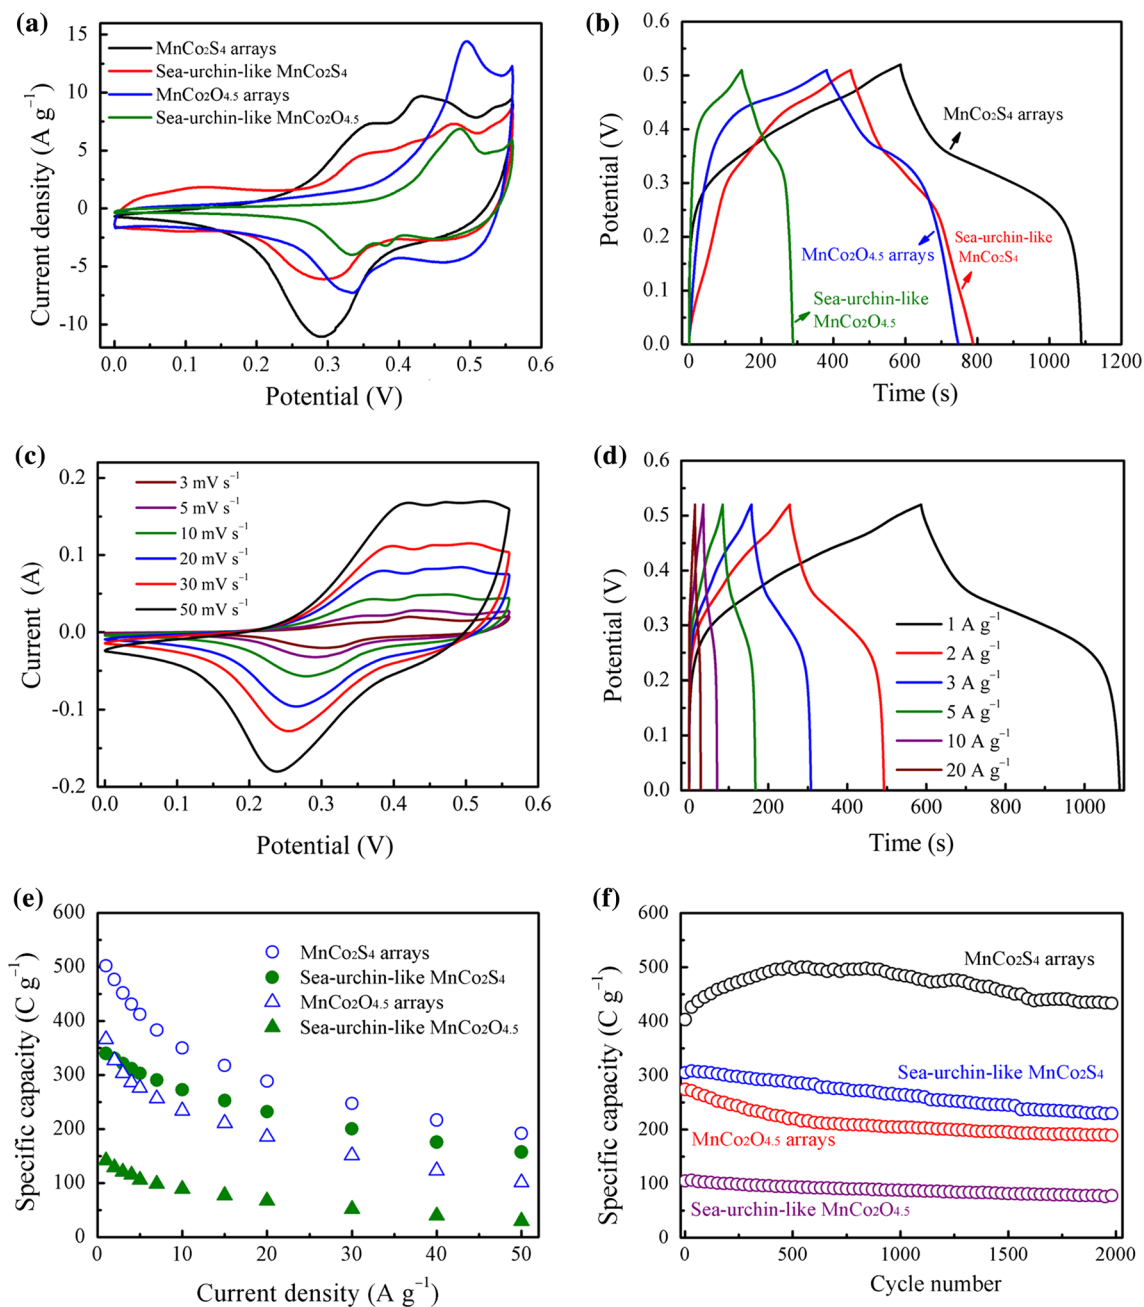 (a)
15
10
5
0
-5
-10
Current density (A g⁻¹)
MnCo₂S₄ arrays
Sea-urchin-like MnCo₂S₄
MnCo₂O₄.₅ arrays
Sea-urchin-like MnCo₂O₄.₅
0.0 0.1 0.2 0.3 0.4 0.5 0.6
Potential (V)
(b)
0.6
0.5
0.4
0.3
0.2
0.1
0.0
Potential (V)
MnCo₂S₄ arrays
Sea-urchin-like
MnCo₂S₄
MnCo₂O₄.₅ arrays
Sea-urchin-like
MnCo₂O₄.₅
0 200 400 600 800 1000 1200
Time (s)
(c)
0.2
0.1
0.0
-0.1
-0.2
Current (A)
3 mV s⁻¹
5 mV s⁻¹
10 mV s⁻¹
20 mV s⁻¹
30 mV s⁻¹
50 mV s⁻¹
0.0 0.1 0.2 0.3 0.4 0.5 0.6
Potential (V)
(d)
0.6
0.5
0.4
0.3
0.2
0.1
0.0
Potential (V)
1 A g⁻¹
2 A g⁻¹
3 A g⁻¹
5 A g⁻¹
10 A g⁻¹
20 A g⁻¹
0 200 400 600 800 1000
Time (s)
(e)
600
500
400
300
200
100
0
Specific capacity (C g⁻¹)
MnCo₂S₄ arrays
Sea-urchin-like MnCo₂S₄
MnCo₂O₄.₅ arrays
Sea-urchin-like MnCo₂O₄.₅
0 10 20 30 40 50
Current density (A g⁻¹)
(f)
600
500
400
300
200
100
0
Specific capacity (C g⁻¹)
MnCo₂S₄ arrays
Sea-urchin-like MnCo₂S₄
MnCo₂O₄.₅ arrays
Sea-urchin-like MnCo₂O₄.₅
0 500 1000 1500 2000
Cycle number